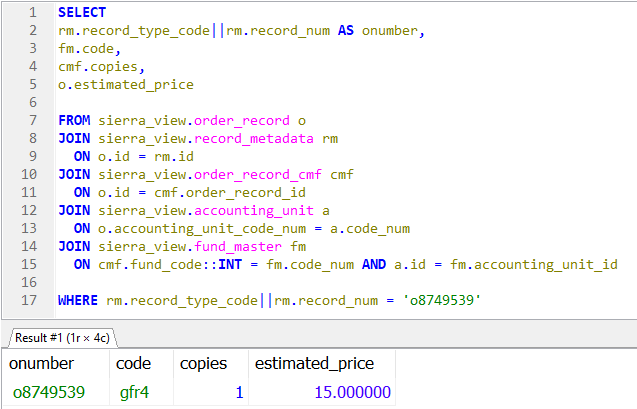 1 SELECT
2 rm.record_type_code||rm.record_num AS onumber,
3 fm.code,
4 cmf.copies,
5 o.estimated_price
6
7 FROM sierra_view.order_record o
8 JOIN sierra_view.record_metadata rm
9 ON o.id = rm.id
10 JOIN sierra_view.order_record_cmf cmf
11 ON o.id = cmf.order_record_id
12 JOIN sierra_view.accounting_unit a
13 ON o.accounting_unit_code_num = a.code_num
14 JOIN sierra_view.fund_master fm
15 ON cmf.fund_code::INT = fm.code_num AND a.id = fm.accounting_unit_id
16
17 WHERE rm.record_type_code||rm.record_num = 'o8749539'
Result #1 (1r × 4c)
onumber code copies estimated_price
o8749539 gfr4 1 15.000000